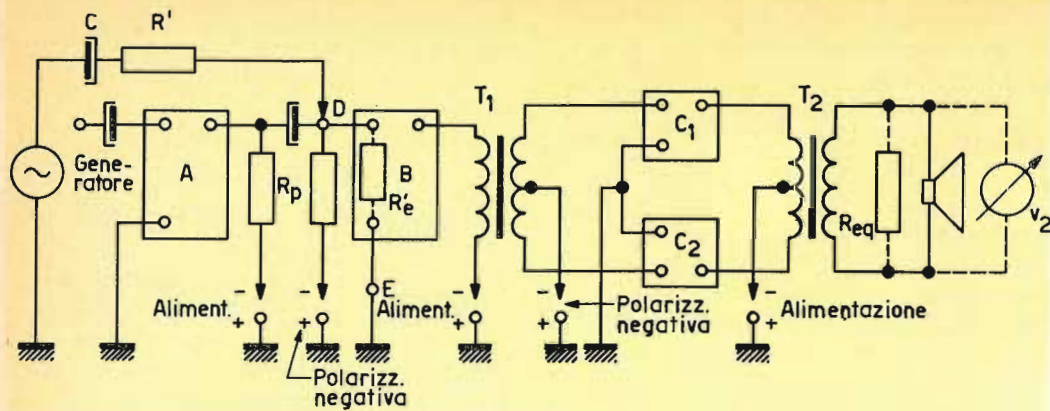 C
R'
D
T₁
T₂
Gene-
ratore
A
Rp
R'e
B
C₁
C₂
Req
v₂
E
Aliment.
-
+
-
+
Aliment.
-
+
-
+
Polarizz.
negativa
-
+
Alimentazione
Polarizz.
negativa